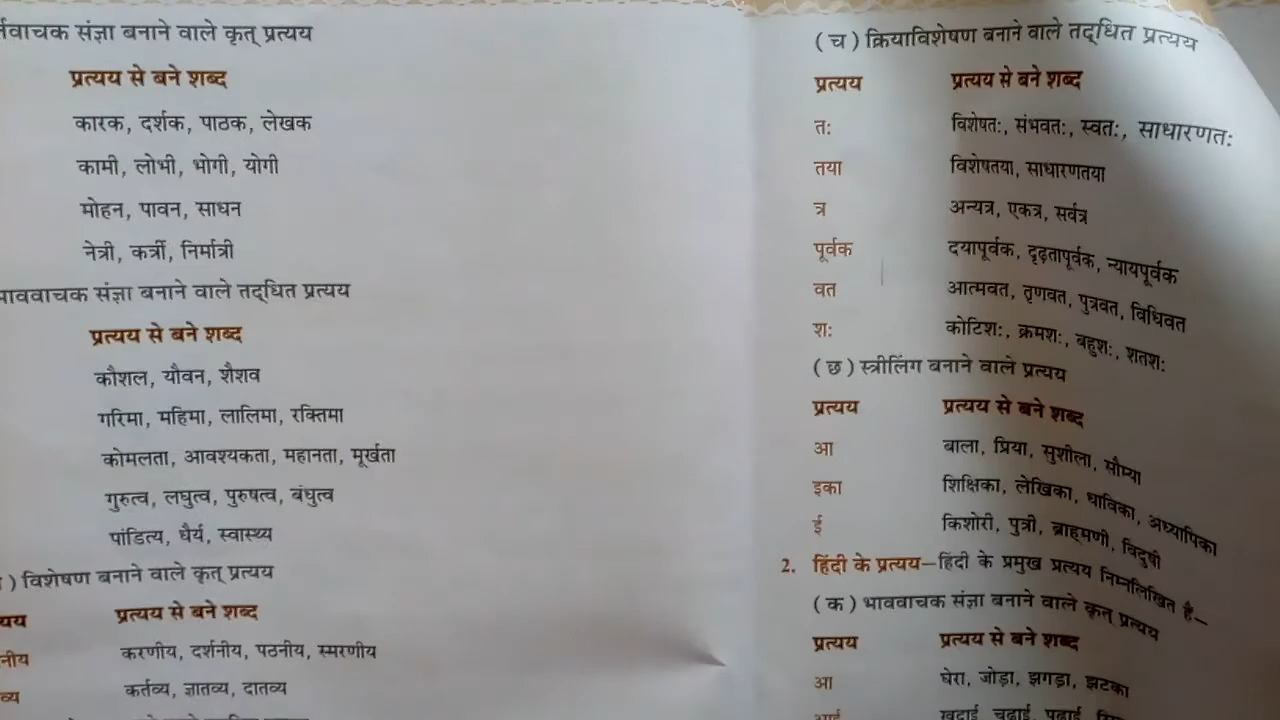 र्तवाचक संज्ञा बनाने वाले कृत् प्रत्यय
प्रत्यय से बने शब्द
कारक, दर्शक, पाठक, लेखक
कामी, लोभी, भोगी, योगी
मोहन, पावन, साधन
नेत्री, कर्त्री, निर्मात्री
भाववाचक संज्ञा बनाने वाले तद्धित प्रत्यय
प्रत्यय से बने शब्द
कौशल, यौवन, शैशव
गरिमा, महिमा, लालिमा, रक्तिमा
कोमलता, आवश्यकता, महानता, मूर्खता
गुरुत्व, लघुत्व, पुरुषत्व, बंधुत्व
पांडित्य, धैर्य, स्वास्थ्य
) विशेषण बनाने वाले कृत् प्रत्यय
यय प्रत्यय से बने शब्द
नीय करणीय, दर्शनीय, पठनीय, स्मरणीय
व्य कर्तव्य, ज्ञातव्य, दातव्य
( च ) क्रियाविशेषण बनाने वाले तद्धित प्रत्यय
प्रत्यय प्रत्यय से बने शब्द
तः विशेषतः, संभवतः, स्वतः, साधारणतः
तया विशेषतया, साधारणतया
त्र अन्यत्र, एकत्र, सर्वत्र
पूर्वक दयापूर्वक, दृढ़तापूर्वक, न्यायपूर्वक
वत आत्मवत, तृणवत, पुत्रवत, विधिवत
शः कोटिशः, क्रमशः, बहुशः, शतशः
( छ ) स्त्रीलिंग बनाने वाले प्रत्यय
प्रत्यय प्रत्यय से बने शब्द
आ बाला, प्रिया, सुशीला, सौम्या
इका शिक्षिका, लेखिका, धाविका, अध्यापिका
ई किशोरी, पुत्री, ब्राह्मणी, विदुषी
2. हिंदी के प्रत्यय—हिंदी के प्रमुख प्रत्यय निम्नलिखित हैं—
( क ) भाववाचक संज्ञा बनाने वाले कृत् प्रत्यय
प्रत्यय प्रत्यय से बने शब्द
आ घेरा, जोड़ा, झगड़ा, झटका